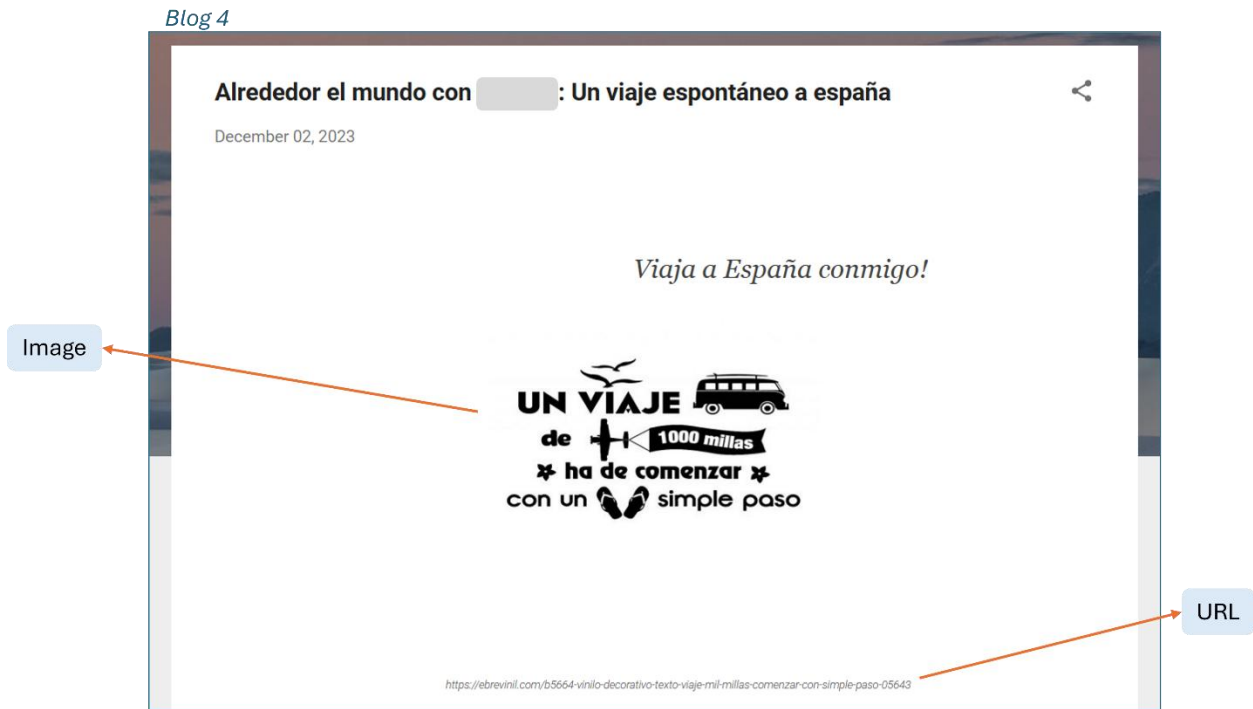 Blog 4
Alrededor el mundo con : Un viaje espontáneo a españa
December 02, 2023
Viaja a España conmigo!
Image
UN VIAJE
de 1000 millas
ha de comenzar
con un simple paso
URL
https://ebrevinil.com/b5664-vinilo-decorativo-texto-viaje-mil-millas-comenzar-con-simple-paso-05643